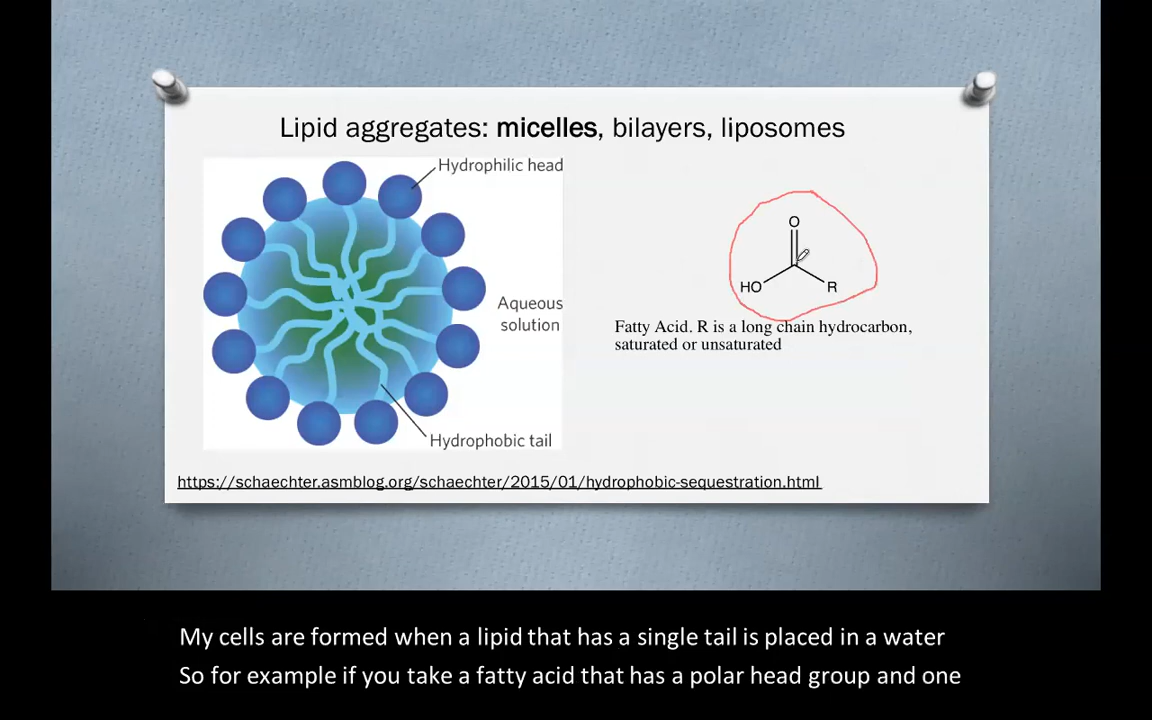 Lipid aggregates: micelles, bilayers, liposomes
Hydrophilic head
Aqueous
solution
Hydrophobic tail
O
HO
R
Fatty Acid. R is a long chain hydrocarbon,
saturated or unsaturated
https://schaechter.asmblog.org/schaechter/2015/01/hydrophobic-sequestration.html
My cells are formed when a lipid that has a single tail is placed in a water
So for example if you take a fatty acid that has a polar head group and one